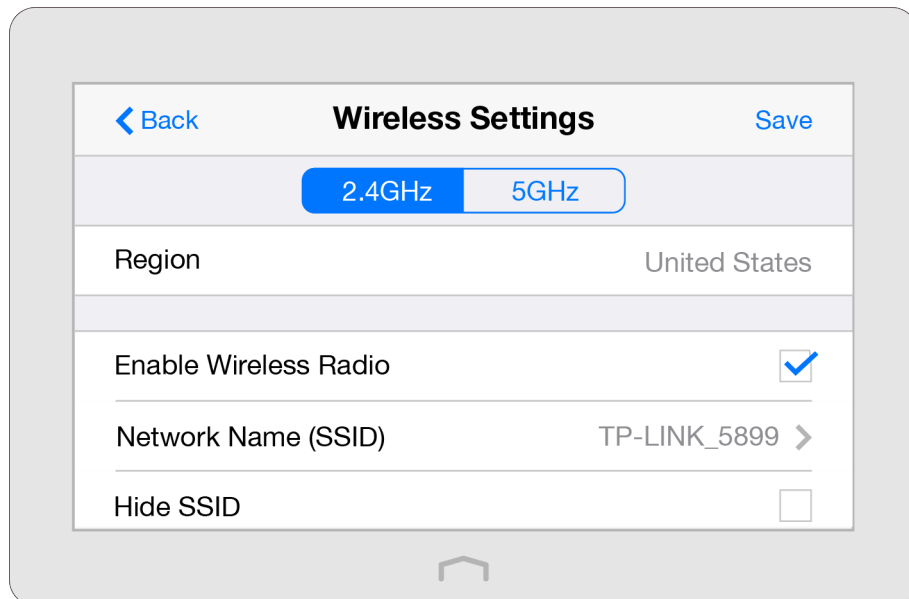 Back Wireless Settings Save
2.4GHz 5GHz
Region United States
Enable Wireless Radio
Network Name (SSID) TP-LINK_5899
Hide SSID